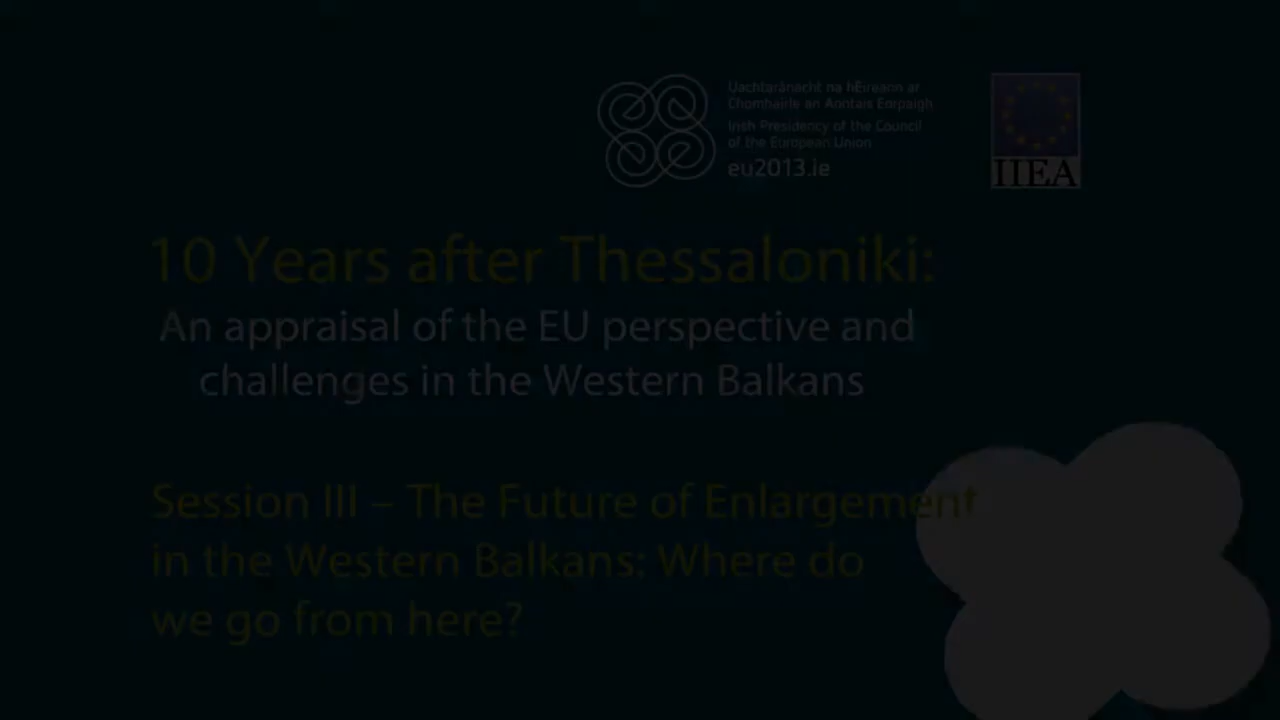 Uachtaránacht na hÉireann ar
Chomhairle an Aontais Eorpaigh
Irish Presidency of the Council
of the European Union
eu2013.ie
IIEA
10 Years after Thessaloniki:
An appraisal of the EU perspective and
challenges in the Western Balkans
Session III – The Future of Enlargement
in the Western Balkans: Where do
we go from here?